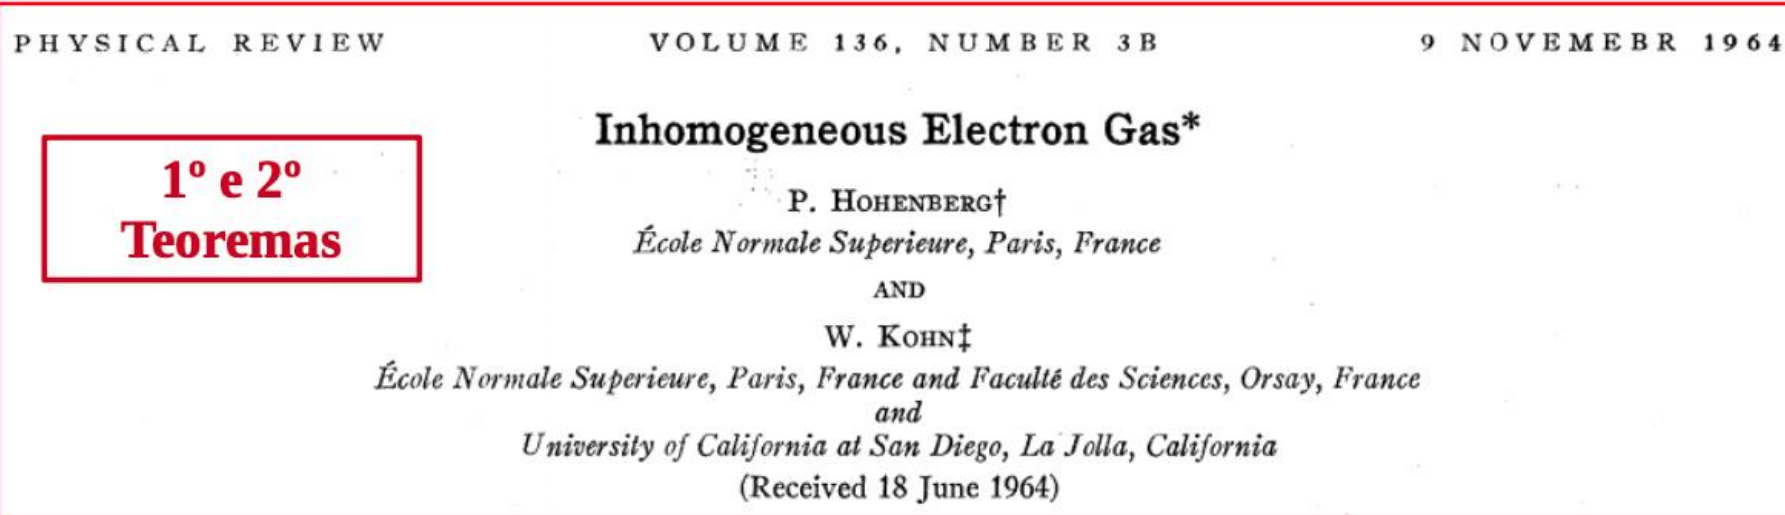 PHYSICAL REVIEW VOLUME 136, NUMBER 3B 9 NOVEMEBR 1964
Inhomogeneous Electron Gas*
1º e 2º
Teoremas
P. HOHENBERG†
École Normale Superieure, Paris, France
AND
W. KOHN‡
École Normale Superieure, Paris, France and Faculté des Sciences, Orsay, France
and
University of California at San Diego, La Jolla, California
(Received 18 June 1964)